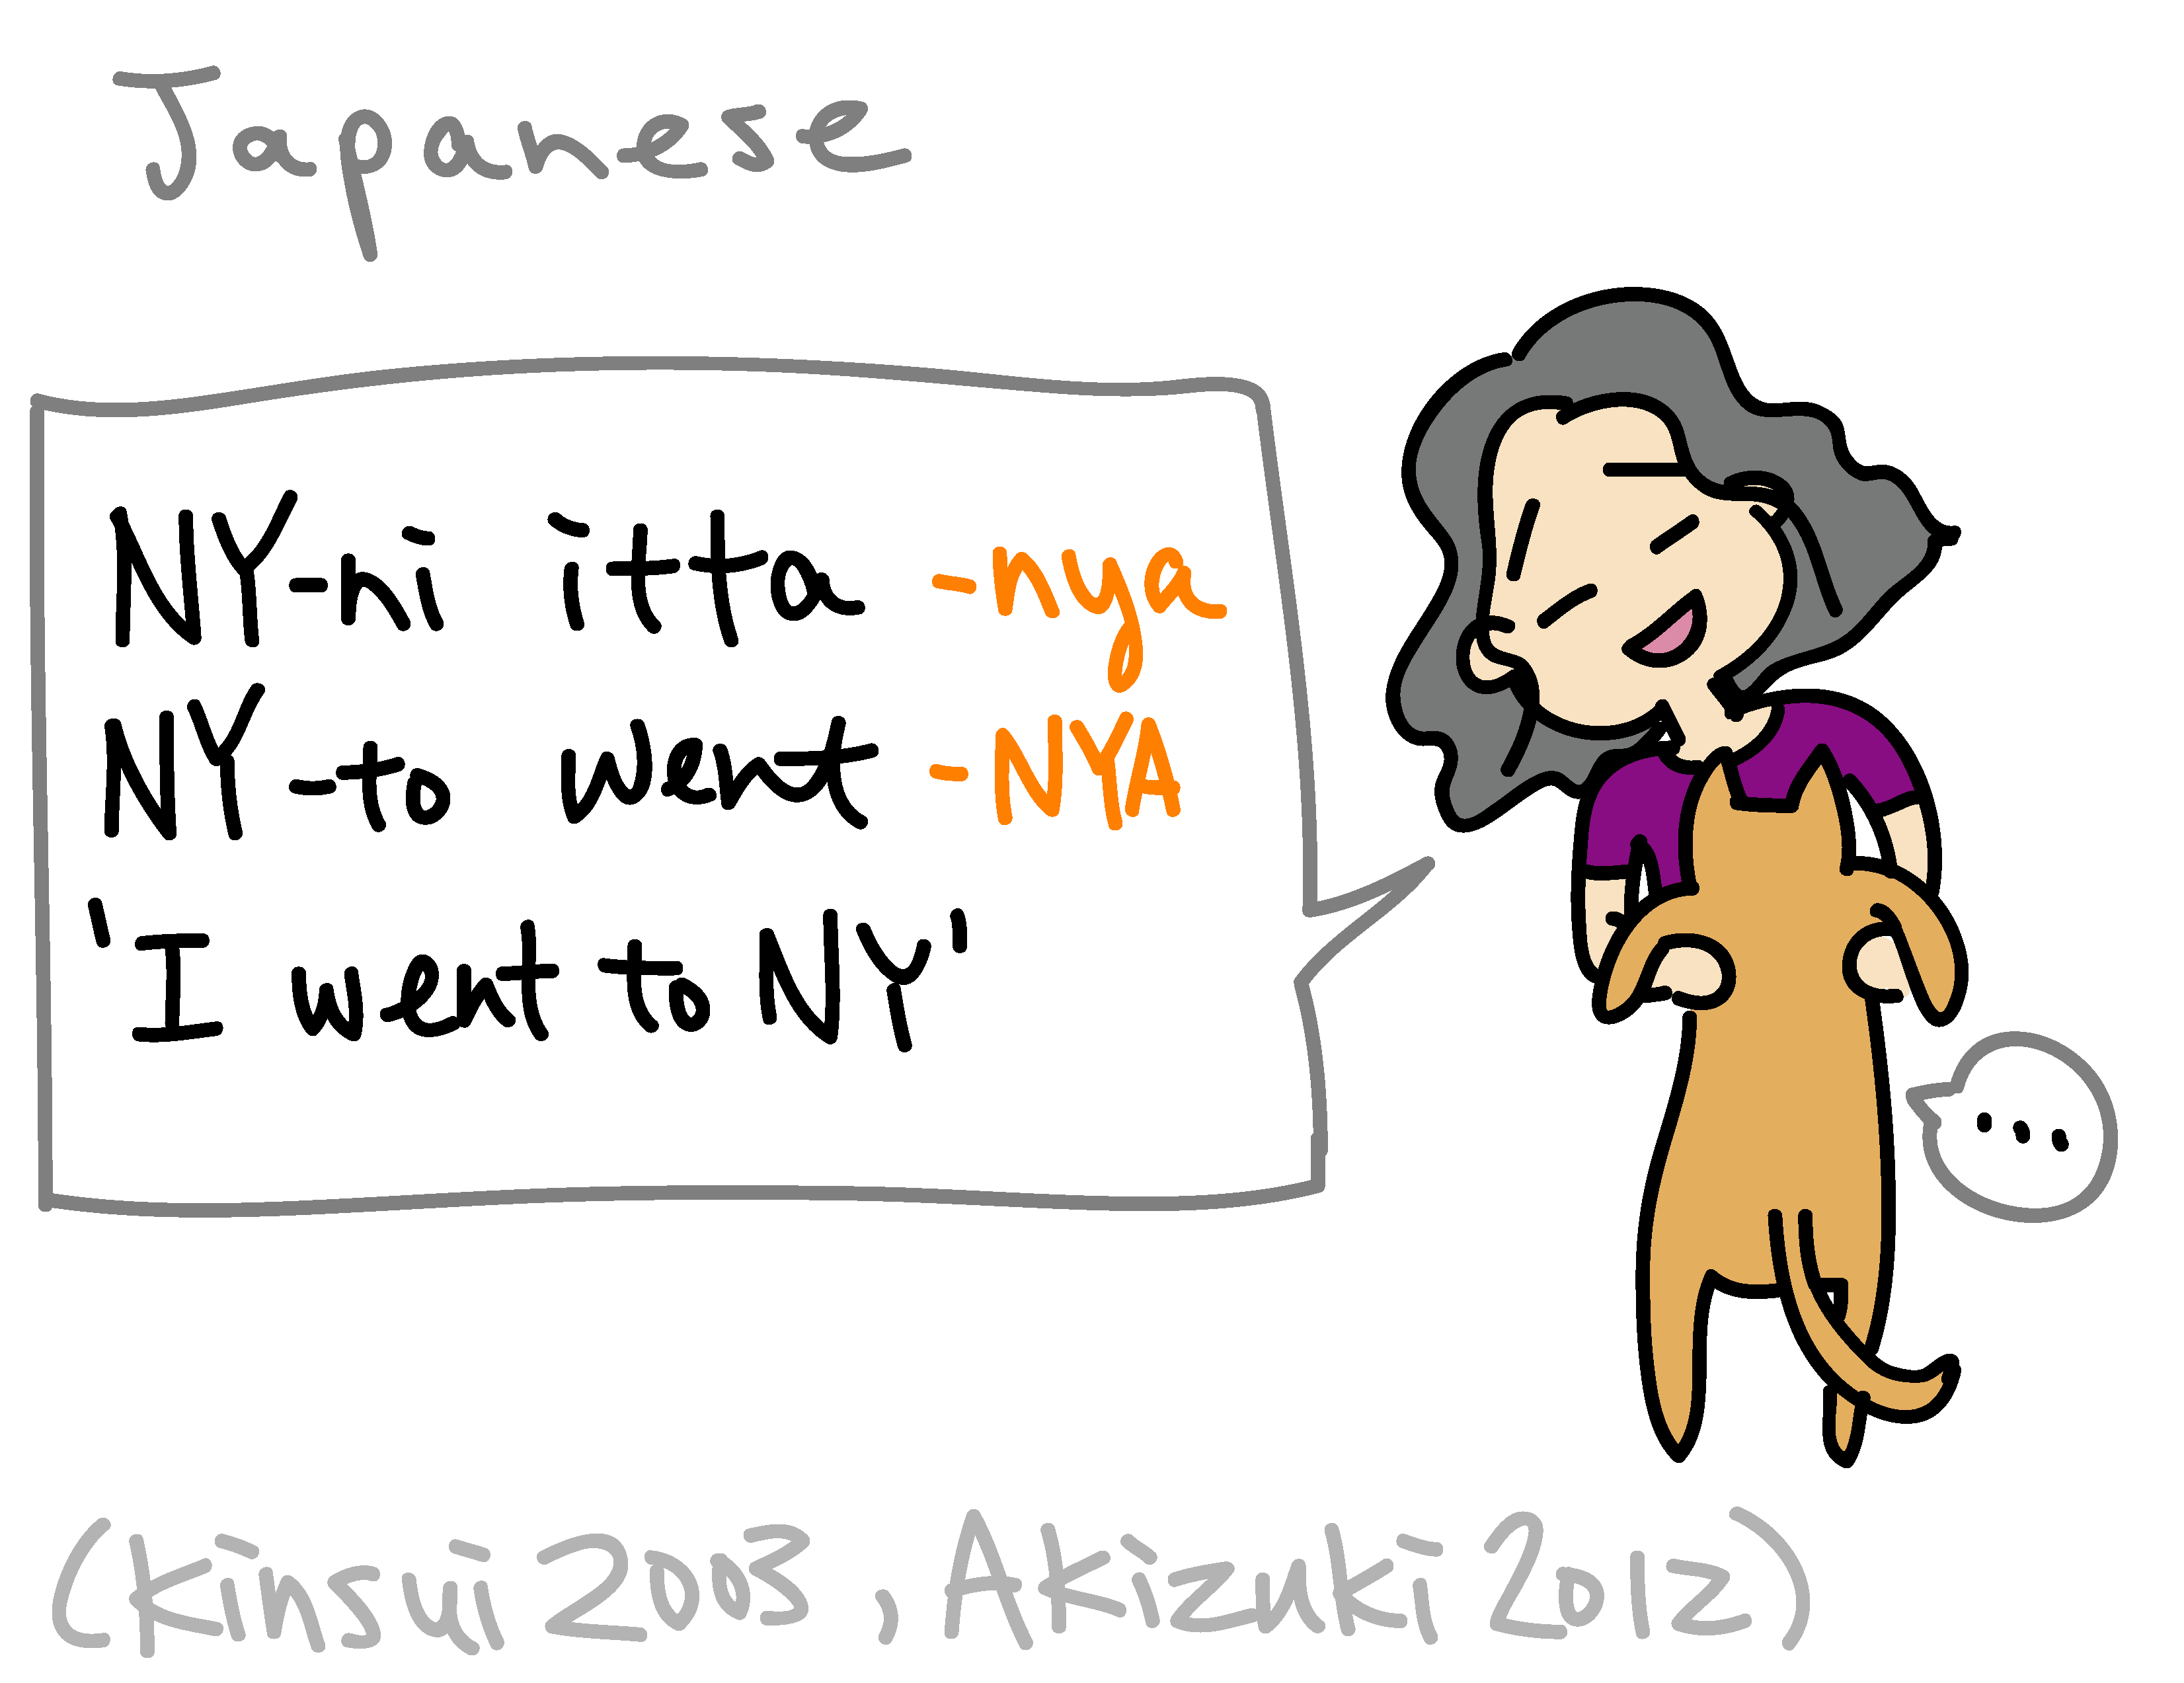 Japanese
NY-ni itta -nya
NY-to went -NYA
'I went to NY'
...
(Kinsui 2003, Akizuki 2012)